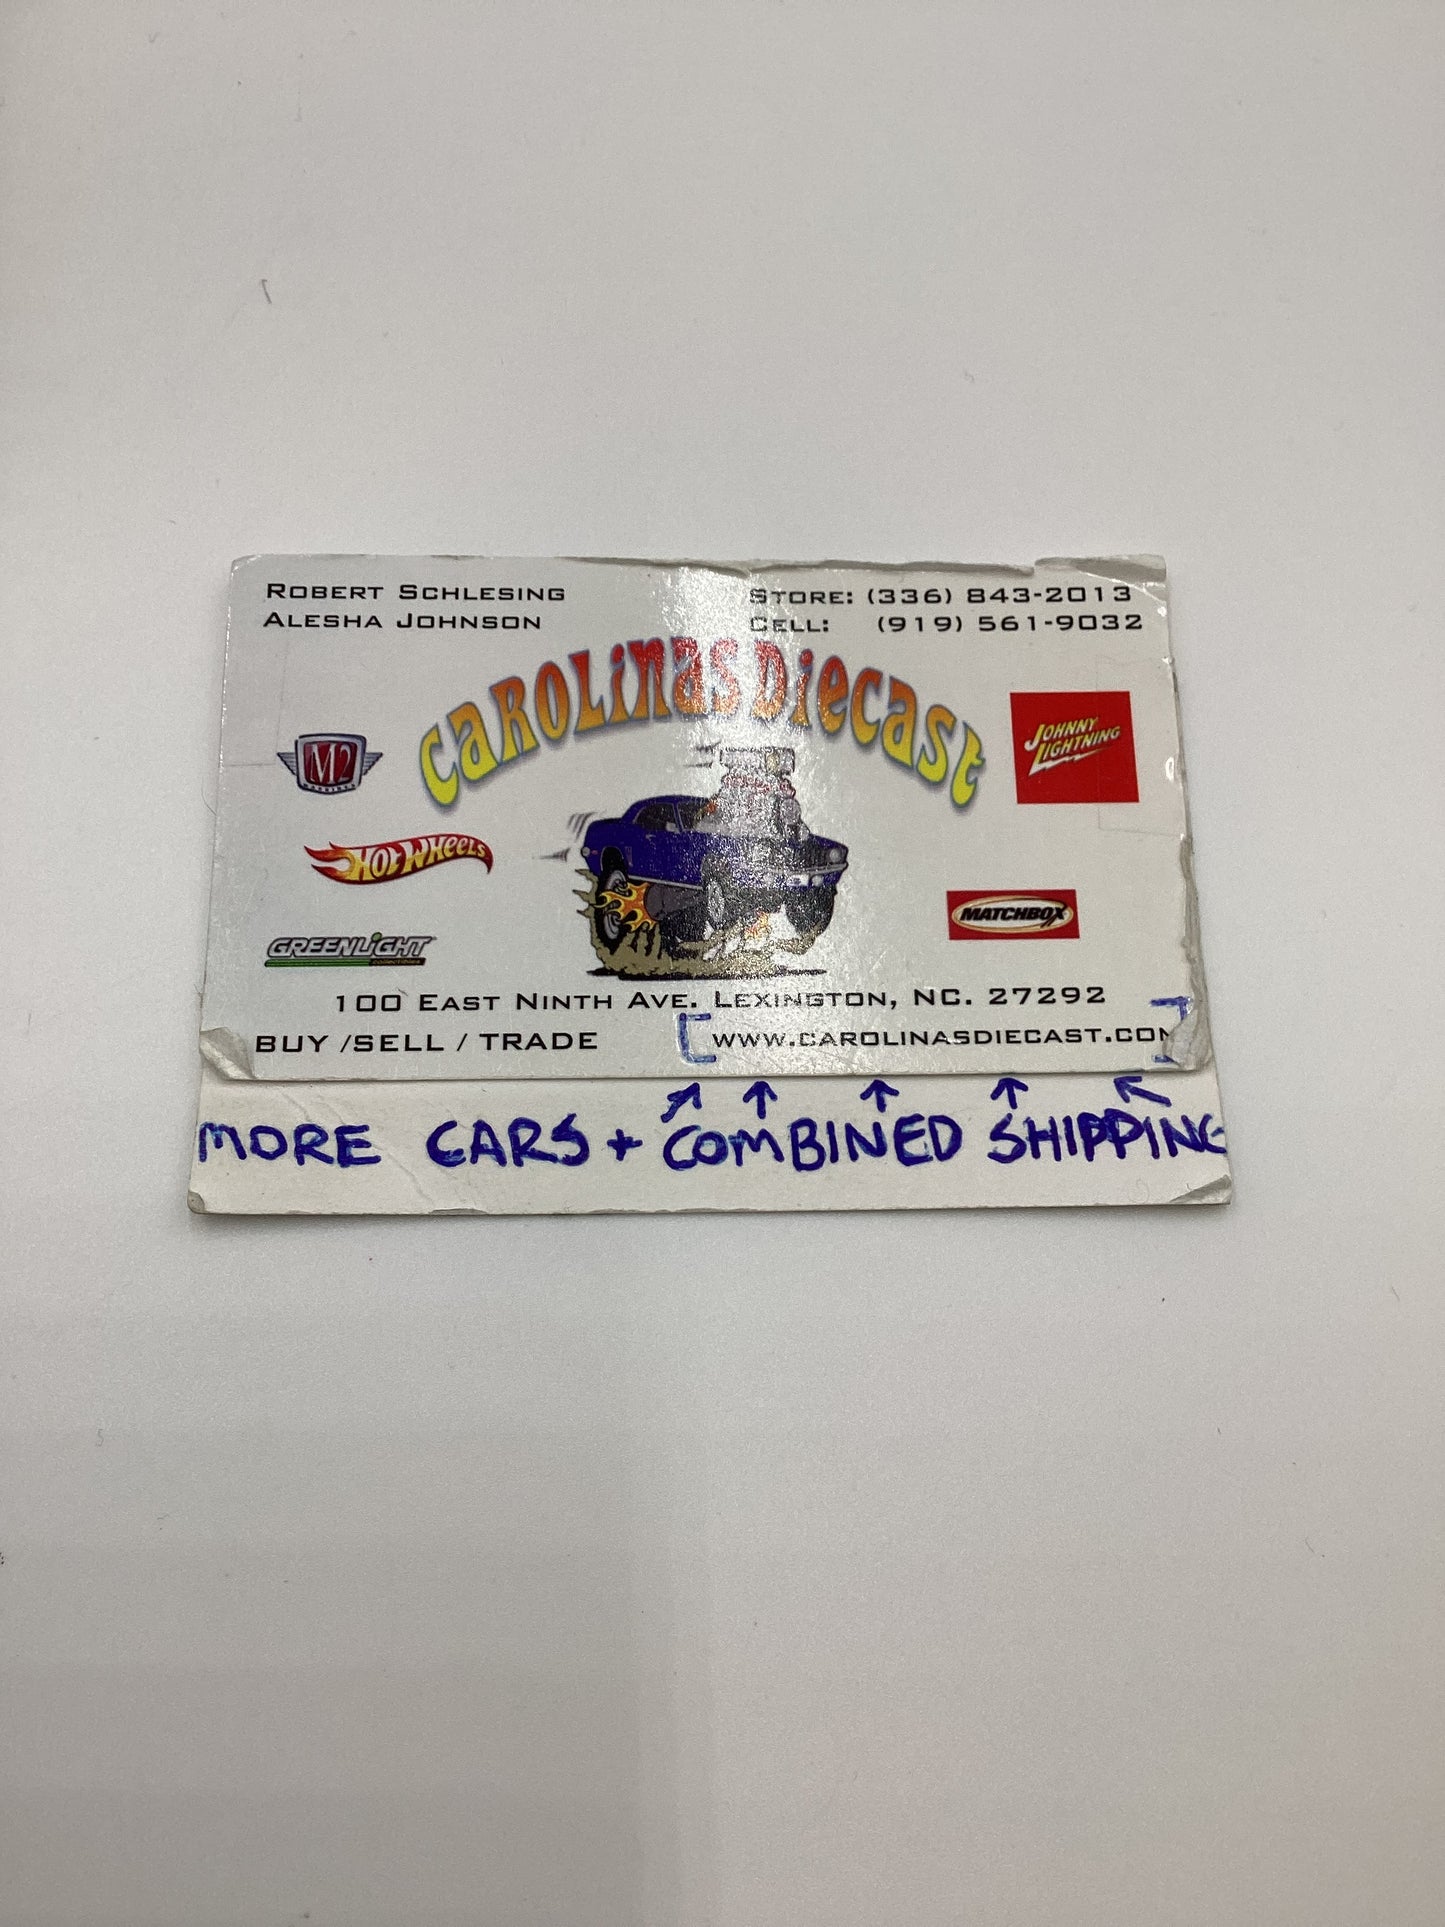 ROBERT SCHLESING
ALESHA JOHNSON
STORE: (336) 843-2013
CELL: (919) 561-9032
CAROLINAS DIECAST
M2
MACHINES
JOHNNY LIGHTNING
HOT WHEELS
MATCHBOX
GREENLIGHT
collectibles
100 EAST NINTH AVE. LEXINGTON, NC. 27292
BUY /SELL / TRADE
[WWW.CAROLINASDIECAST.COM]
↗ ↑ ↑ ↑ ↖
MORE CARS + COMBINED SHIPPING